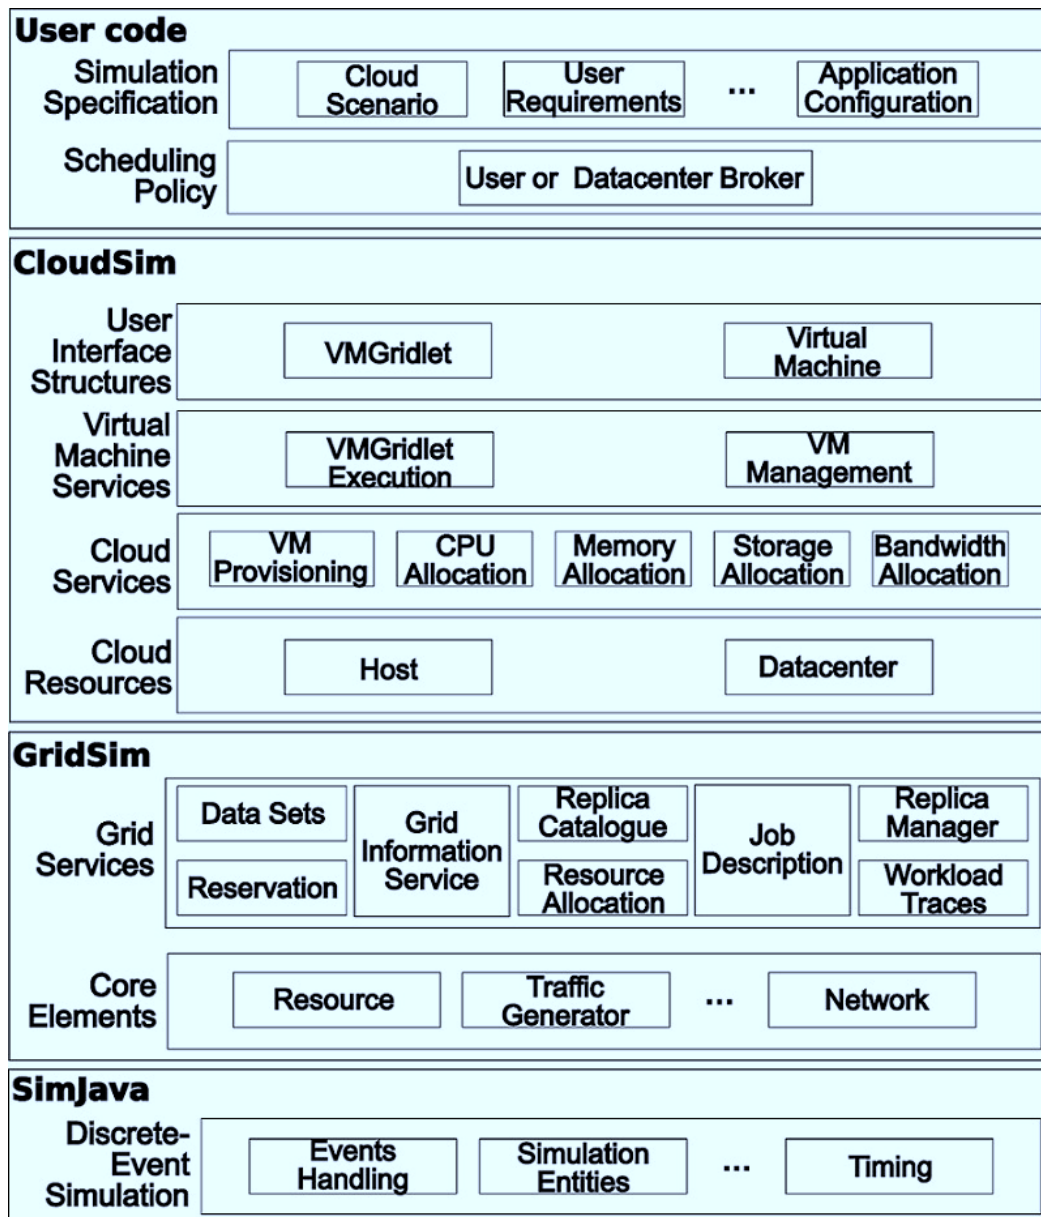 User code
Simulation
Specification
Cloud
Scenario
User
Requirements
...
Application
Configuration
Scheduling
Policy
User or Datacenter Broker
CloudSim
User
Interface
Structures
VMGridlet
Virtual
Machine
Virtual
Machine
Services
VMGridlet
Execution
VM
Management
Cloud
Services
VM
Provisioning
CPU
Allocation
Memory
Allocation
Storage
Allocation
Bandwidth
Allocation
Cloud
Resources
Host
Datacenter
GridSim
Grid
Services
Data Sets
Reservation
Grid
Information
Service
Replica
Catalogue
Resource
Allocation
Job
Description
Replica
Manager
Workload
Traces
Core
Elements
Resource
Traffic
Generator
...
Network
SimJava
Discrete-
Event
Simulation
Events
Handling
Simulation
Entities
...
Timing